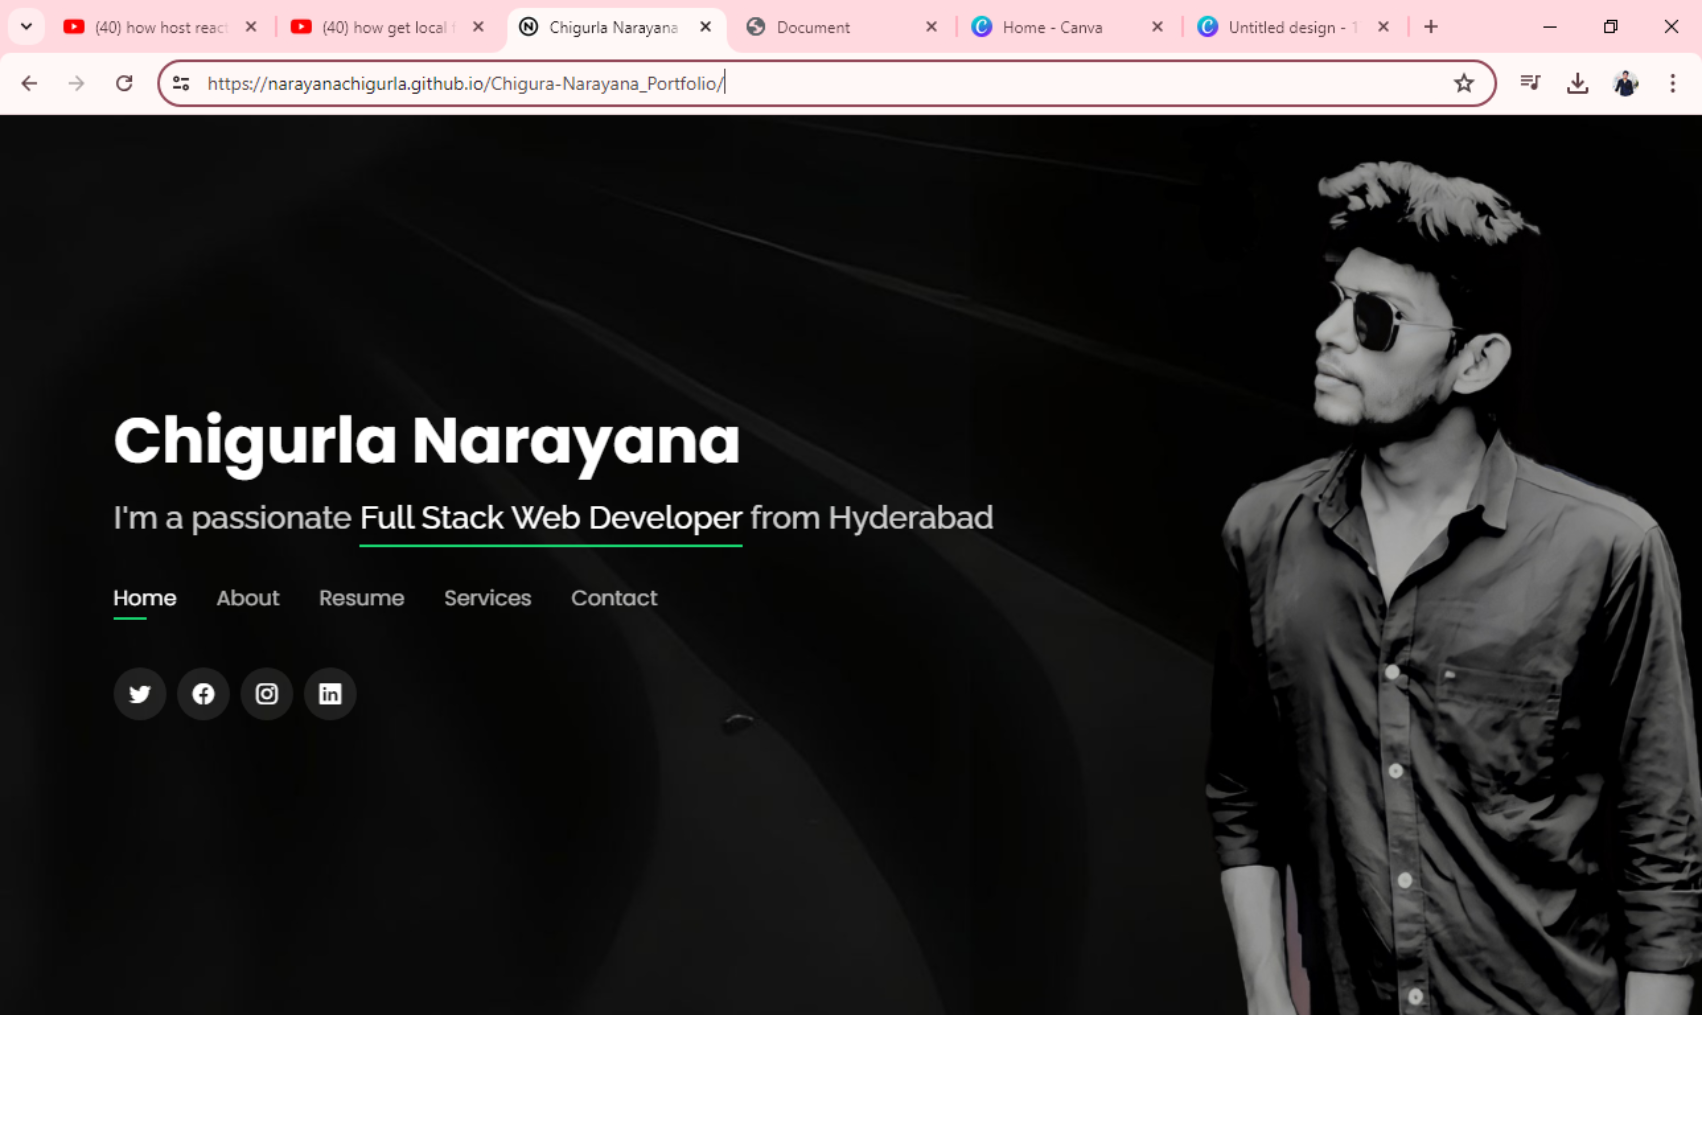 (40) how host react
(40) how get local f
Chigurla Narayana
Document
Home - Canva
Untitled design - 1
https://narayanachigurla.github.io/Chigura-Narayana_Portfolio/
Chigurla Narayana
I'm a passionate Full Stack Web Developer from Hyderabad
Home About Resume Services Contact